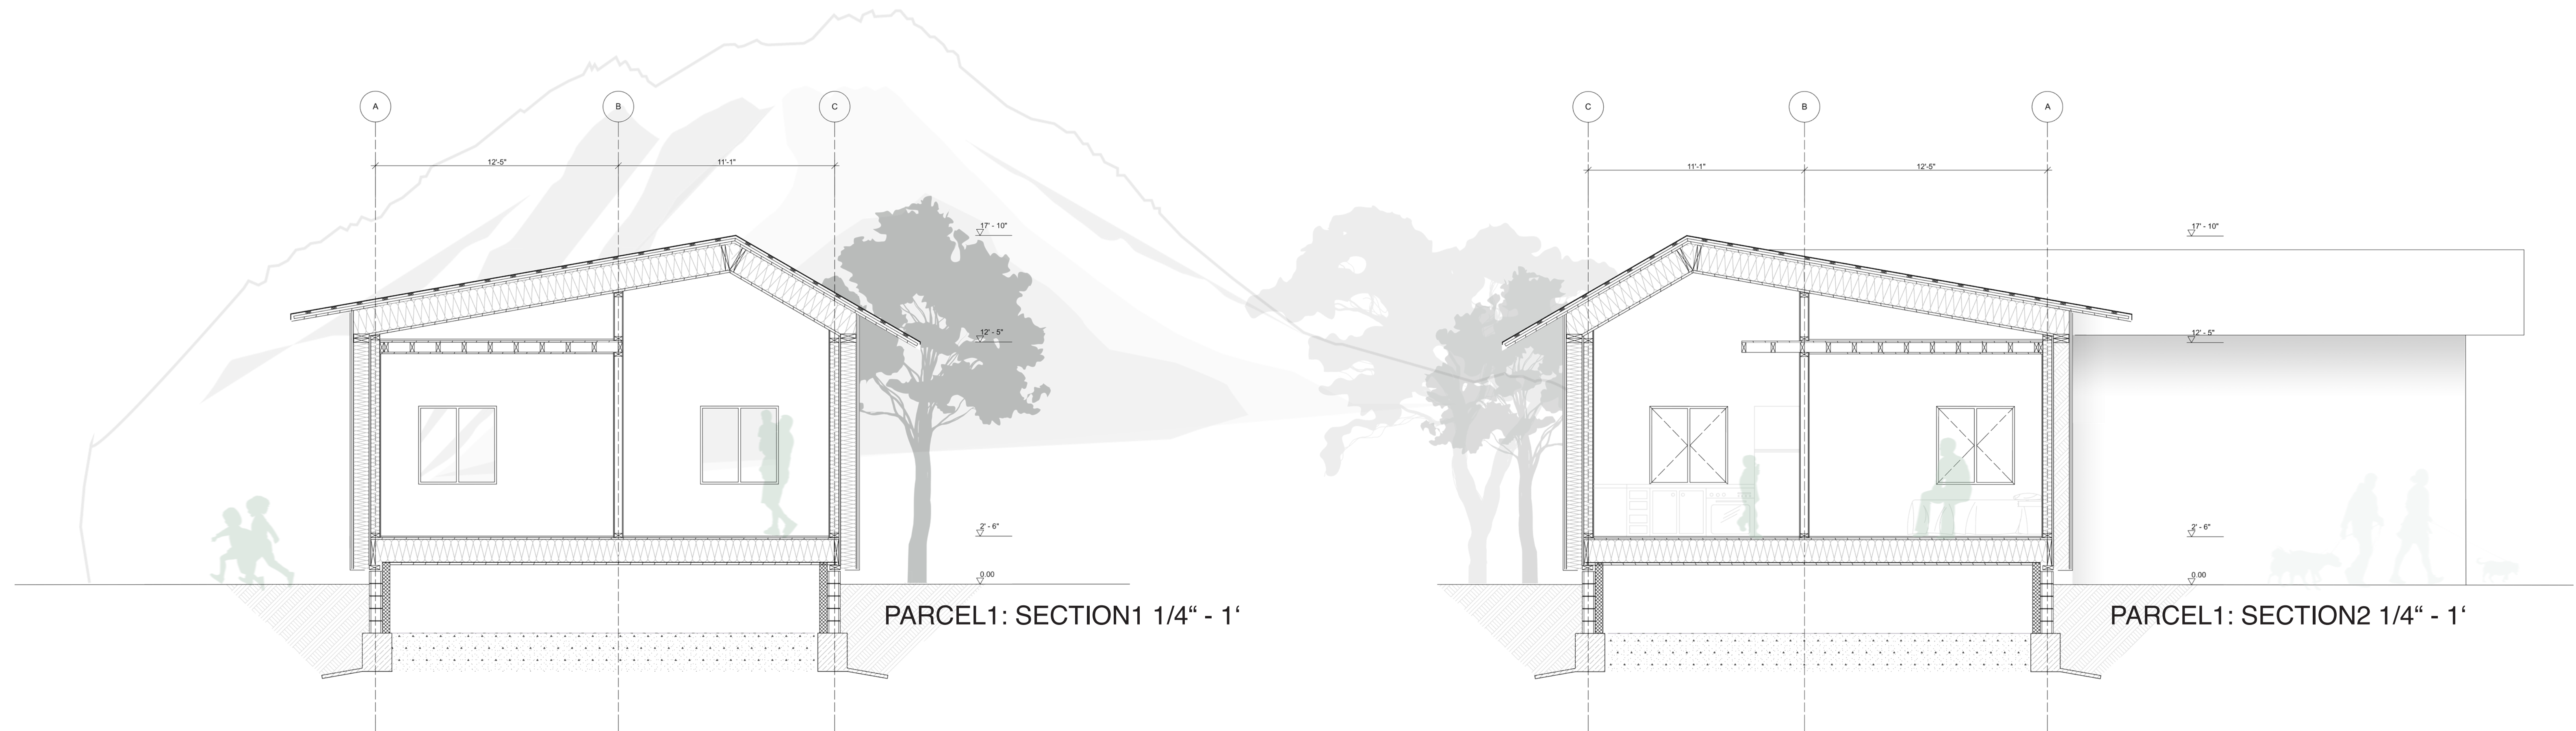 A B C
12'-5" 11'-1"
17' - 10"
12' - 5"
2' - 6"
0.00
PARCEL1: SECTION1 1/4“ - 1‘
C B A
11'-1" 12'-5"
17' - 10"
12' - 5"
2' - 6"
0.00
PARCEL1: SECTION2 1/4“ - 1‘